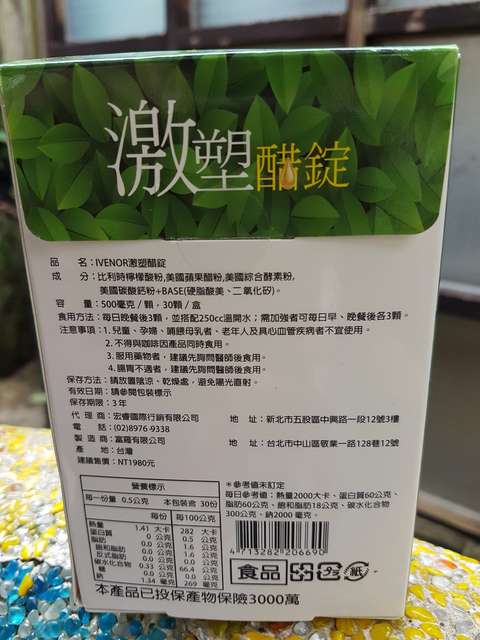 激塑醋錠
品 名：IVENOR激塑醋錠
成 分：比利時檸檬酸粉,美國蘋果醋粉,美國綜合酵素粉,
美國碳酸鈣粉+BASE(硬脂酸美、二氧化矽)。
容 量：500毫克/顆，30顆/盒
食用方法：每日晚餐後3顆，並搭配250cc溫開水；需加強者可每日早、晚餐後各3顆。
注意事項：1.兒童、孕婦、哺餵母乳者、老年人及具心血管疾病者不宜使用。
2.不得與咖啡因產品同時食用。
3.服用藥物者，建議先詢問醫師後食用。
4.腸胃不適者，建議先詢問醫師後食用。
保存方法：請放置陰涼、乾燥處，避免陽光直射。
有效日期：請參閱包裝標示
保存期限：3年
代 理 商：宏睿國際行銷有限公司 地 址：新北市五股區中興路一段12號3樓
電 話：(02)8976-9338
製 造 商：富羅有限公司 地 址：台北市中山區敬業一路128巷12號
產 地：台灣
建議售價：NT1980元
營養標示
每一份量 0.5公克 本包裝含 30份
每份 每100公克
熱量 1.41 大卡 282 大卡
蛋白質 0 公克 0.5 公克
脂肪 0.0 公克 1.6 公克
飽和脂肪 0.0 公克 0.0 公克
反式脂肪 0.0 公克 0.0 公克
碳水化合物 0.33 公克 66.4 公克
糖 0.0 公克 0.0 公克
鈉 1.34 毫克 269 毫克
*參考值未訂定
每日參考值：熱量2000大卡、蛋白質60公克、
脂肪60公克、飽和脂肪18公克、碳水化合物
300公克、鈉2000 毫克。
4713282206690
食品 紙
本產品已投保產物保險3000萬